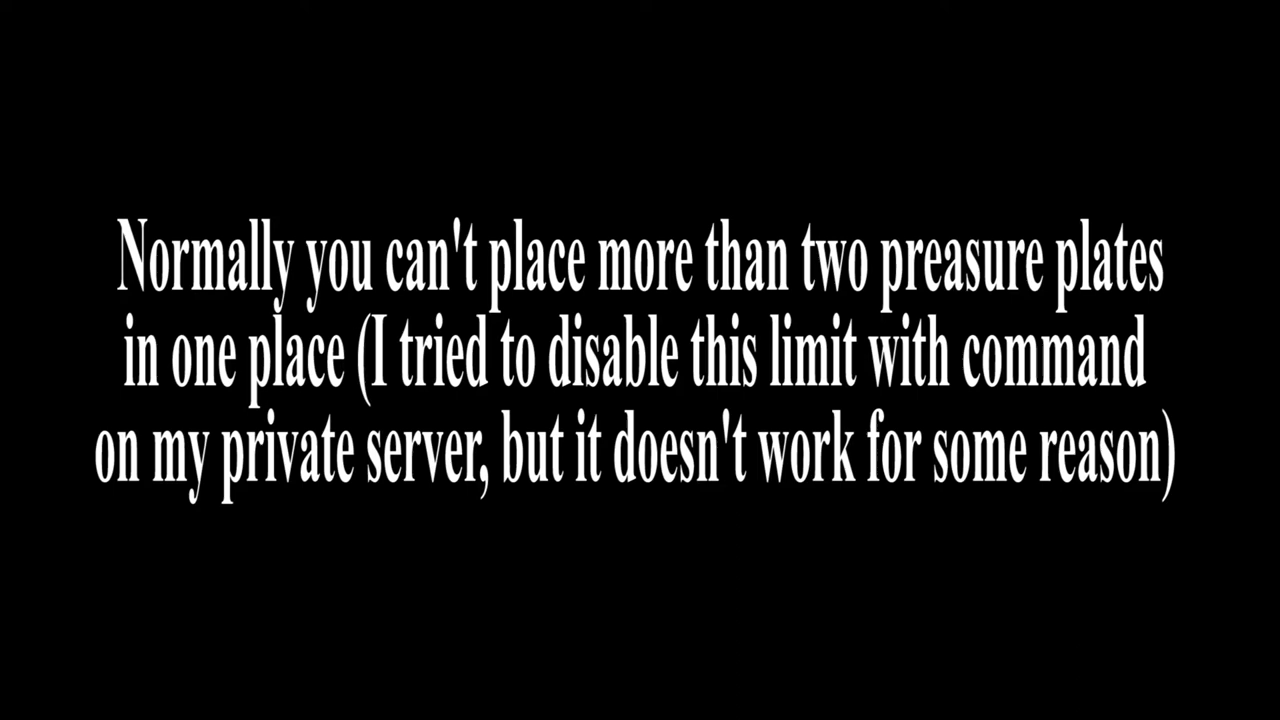 Normally you can't place more than two preasure plates
in one place (I tried to disable this limit with command
on my private server, but it doesn't work for some reason)